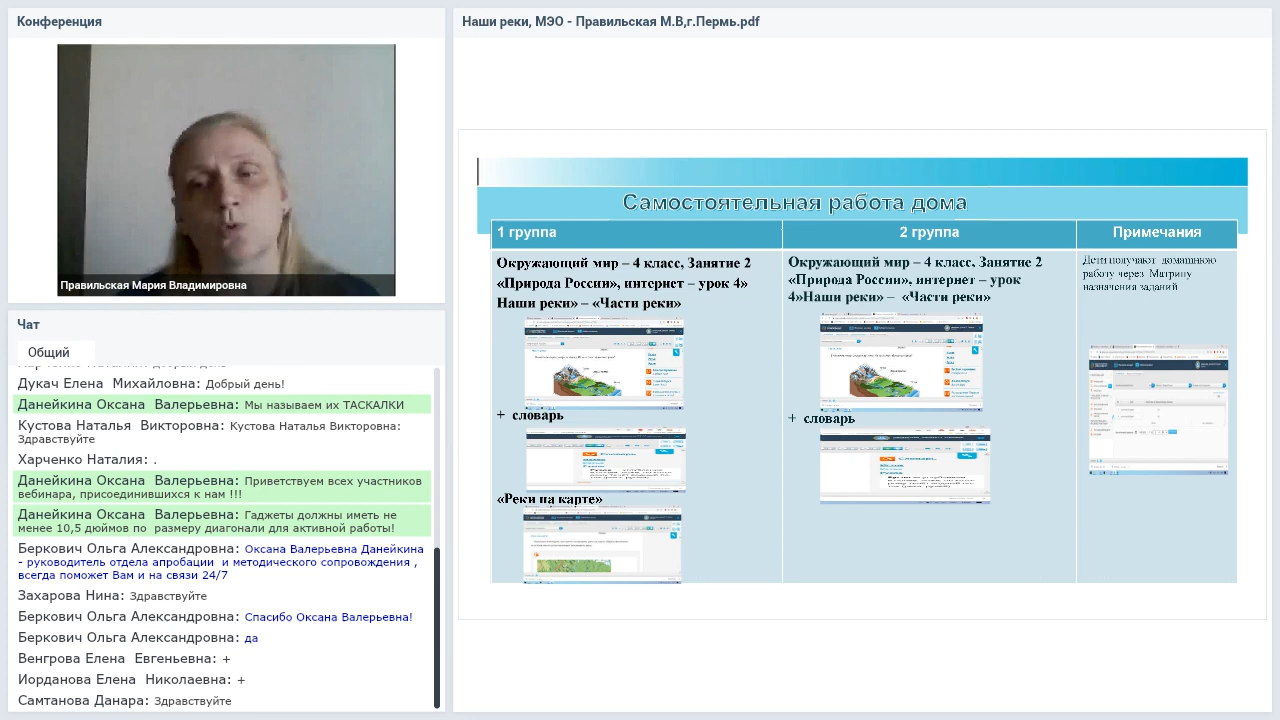 Конференция
Правильская Мария Владимировна
Чат
Общий
Дукач Елена Михайловна: Добрый день!
Данейкина Оксана Валерьевна: Мы называем их ТАСКАЛКИ
Кустова Наталья Викторовна: Кустова Наталья Викторовна:
Здравствуйте
Харченко Наталия: .
Данейкина Оксана Валерьевна: Приветствуем всех участников
вебинара, присоединившихся к нам !!!
Данейкина Оксана Валерьевна: Гаджеты должны иметь не
менее 10,5 дюймов по размеру диагонали для активной работы
Беркович Ольга Александровна: Оксана Валерьевна Данейкина
- руководитель отдела апробации и методического сопровождения ,
всегда поможет Вам и на связи 24/7
Захарова Нина: Здравствуйте
Беркович Ольга Александровна: Спасибо Оксана Валерьевна!
Беркович Ольга Александровна: да
Венгрова Елена Евгеньевна: +
Иорданова Елена Николаевна: +
Самтанова Данара: Здравствуйте
Наши реки, МЭО - Правильская М.В,г.Пермь.pdf
Самостоятельная работа дома
1 группа
2 группа
Примечания
Окружающий мир – 4 класс, Занятие 2
«Природа России», интернет – урок 4»
Наши реки» – «Части реки»
+ словарь
«Реки на карте»
Окружающий мир – 4 класс, Занятие 2
«Природа России», интернет – урок
4»Наши реки» – «Части реки»
+ словарь
Дети получают домашнюю
работу через Матрицу
назначения заданий